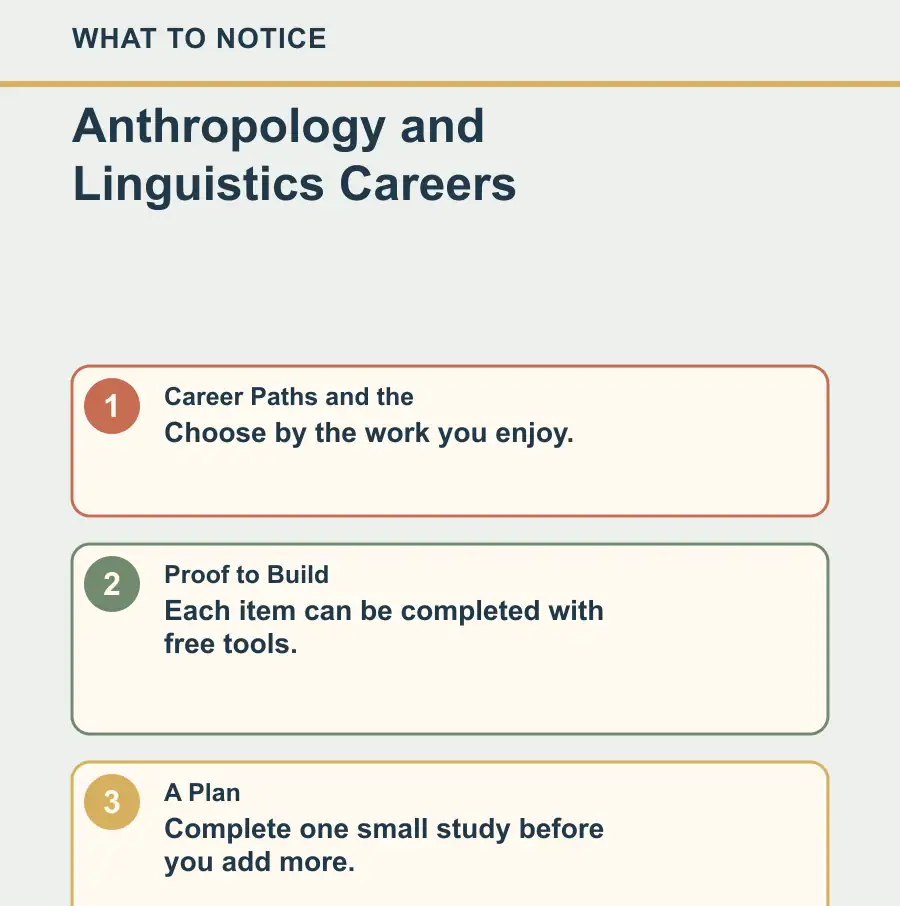 WHAT TO NOTICE
Anthropology and
Linguistics Careers
1
Career Paths and the
Choose by the work you enjoy.
2
Proof to Build
Each item can be completed with
free tools.
3
A Plan
Complete one small study before
you add more.